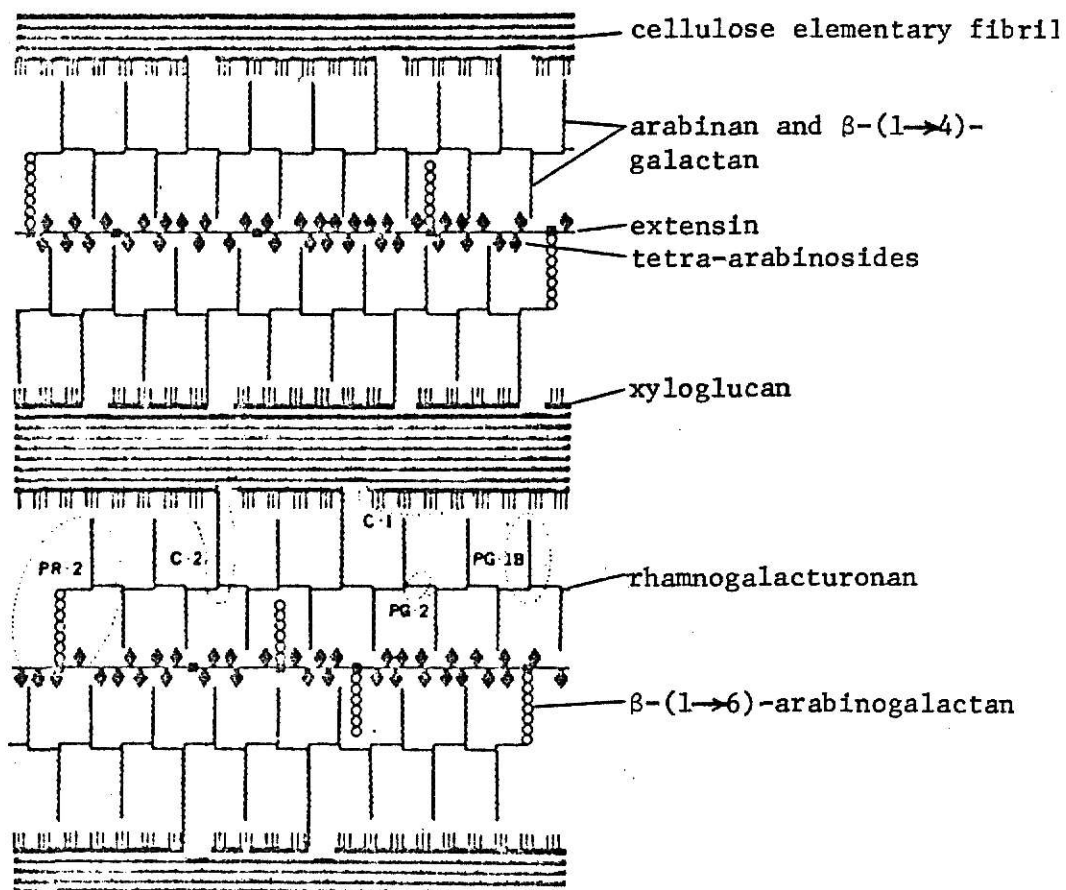 cellulose elementary fibril
arabinan and β-(1→4)-
galactan
extensin
tetra-arabinosides
xyloglucan
C-1
C-2
PG-1B
PR-2
rhamnogalacturonan
PG-2
β-(1→6)-arabinogalactan